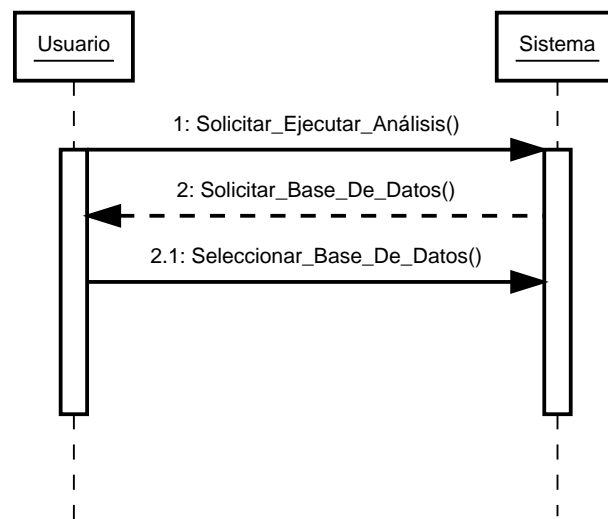 Usuario
Sistema
1: Solicitar_Ejecutar_Análisis()
2: Solicitar_Base_De_Datos()
2.1: Seleccionar_Base_De_Datos()